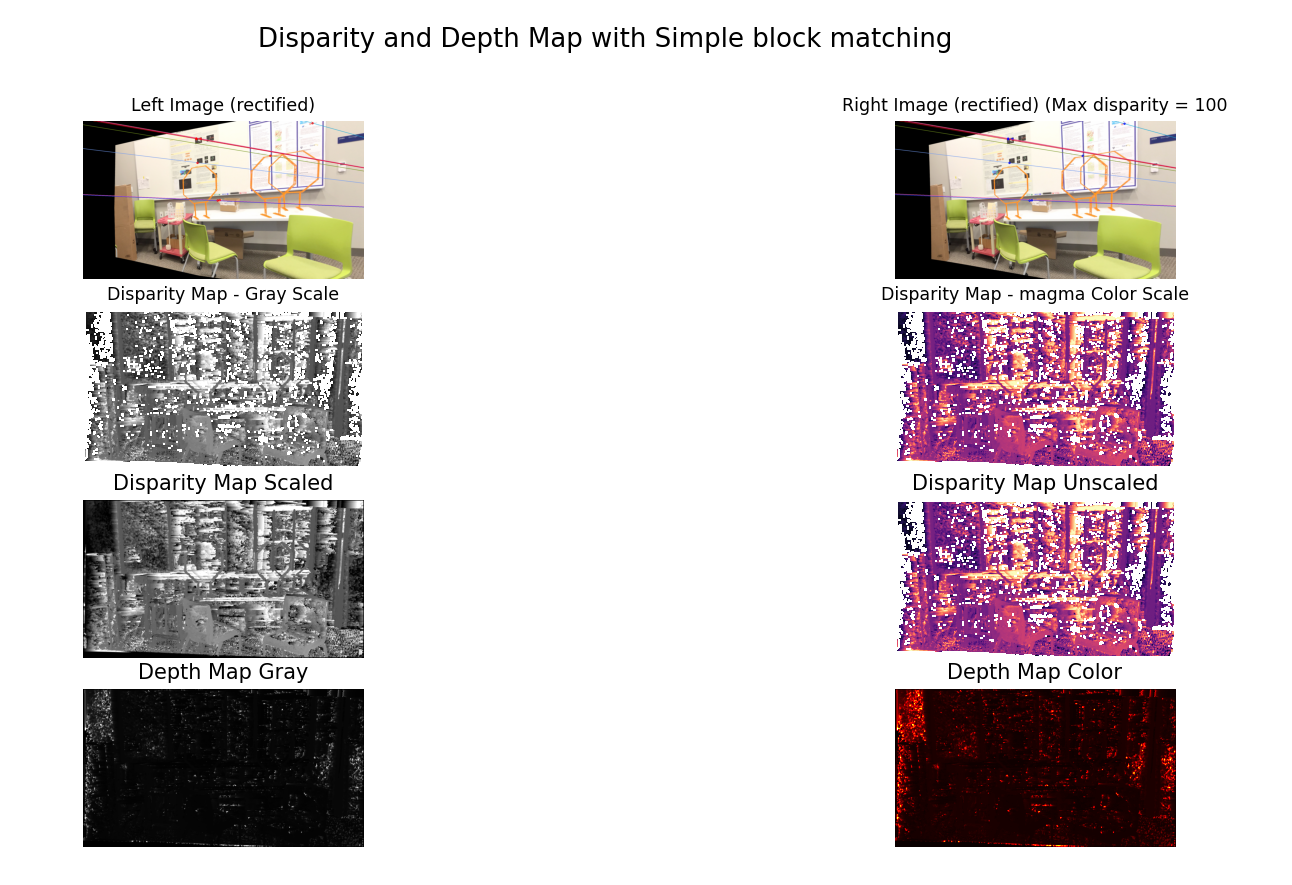 Disparity and Depth Map with Simple block matching
Left Image (rectified)
Right Image (rectified) (Max disparity = 100
Disparity Map - Gray Scale
Disparity Map - magma Color Scale
Disparity Map Scaled
Disparity Map Unscaled
Depth Map Gray
Depth Map Color